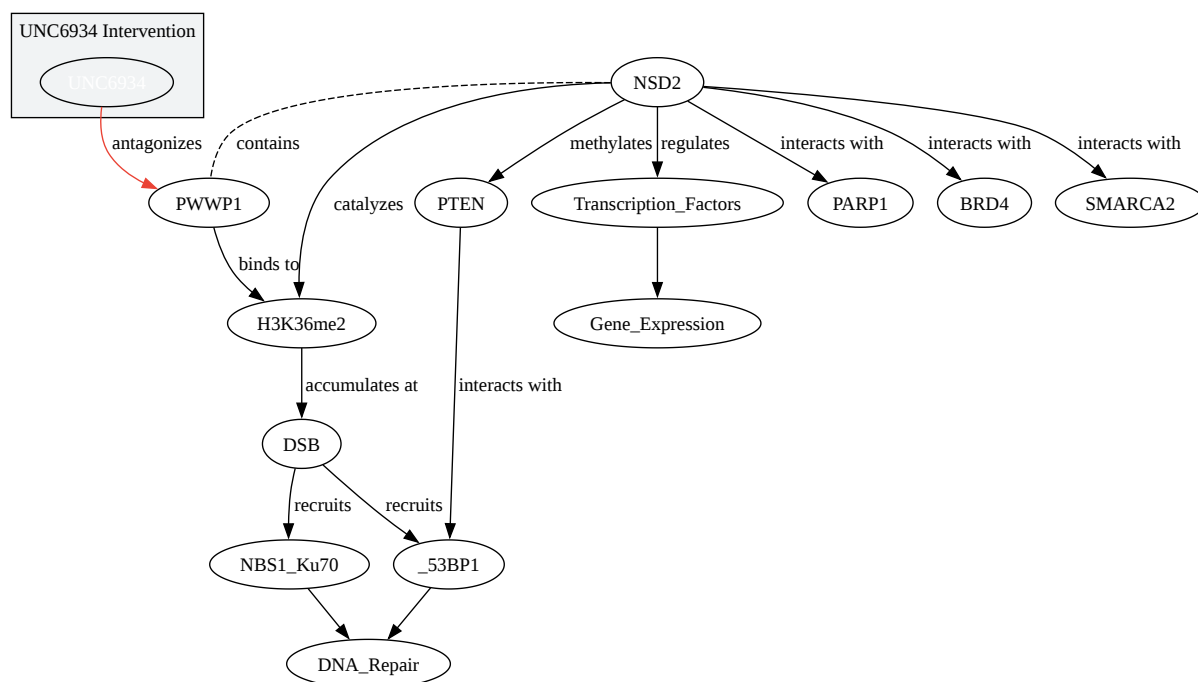 UNC6934 Intervention
UNC6934
NSD2
antagonizes
contains
methylates
regulates
interacts with
interacts with
interacts with
PWWP1
catalyzes
PTEN
Transcription_Factors
PARP1
BRD4
SMARCA2
binds to
H3K36me2
Gene_Expression
accumulates at
interacts with
DSB
recruits
recruits
NBS1_Ku70
_53BP1
DNA_Repair